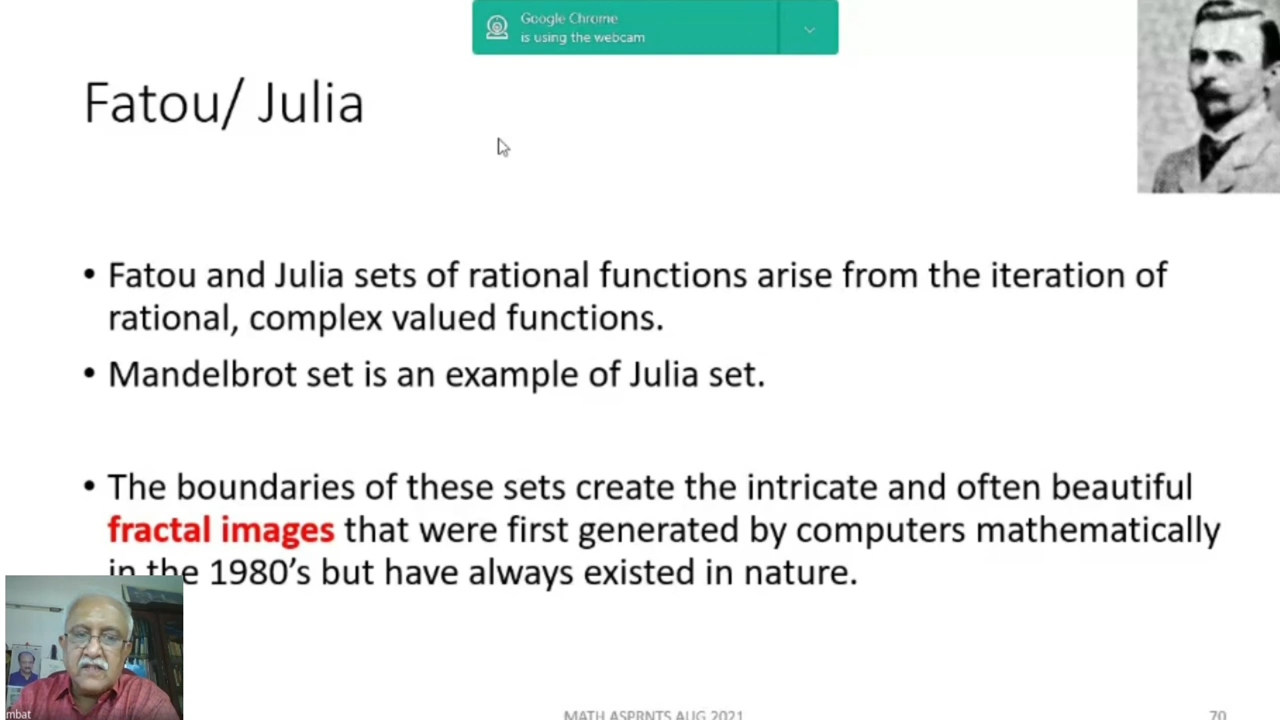 Google Chrome
is using the webcam
Fatou/ Julia
• Fatou and Julia sets of rational functions arise from the iteration of
rational, complex valued functions.
• Mandelbrot set is an example of Julia set.
• The boundaries of these sets create the intricate and often beautiful
fractal images that were first generated by computers mathematically
in the 1980’s but have always existed in nature.
mbat
MATH ASPRNTS AUG 2021
70